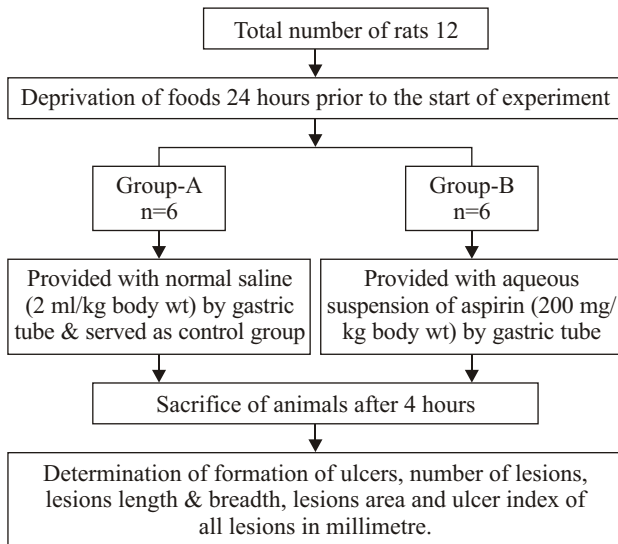 Total number of rats 12
Deprivation of foods 24 hours prior to the start of experiment
Group-A
n=6
Group-B
n=6
Provided with normal saline
(2 ml/kg body wt) by gastric
tube & served as control group
Provided with aqueous
suspension of aspirin (200 mg/
kg body wt) by gastric tube
Sacrifice of animals after 4 hours
Determination of formation of ulcers, number of lesions,
lesions length & breadth, lesions area and ulcer index of
all lesions in millimetre.